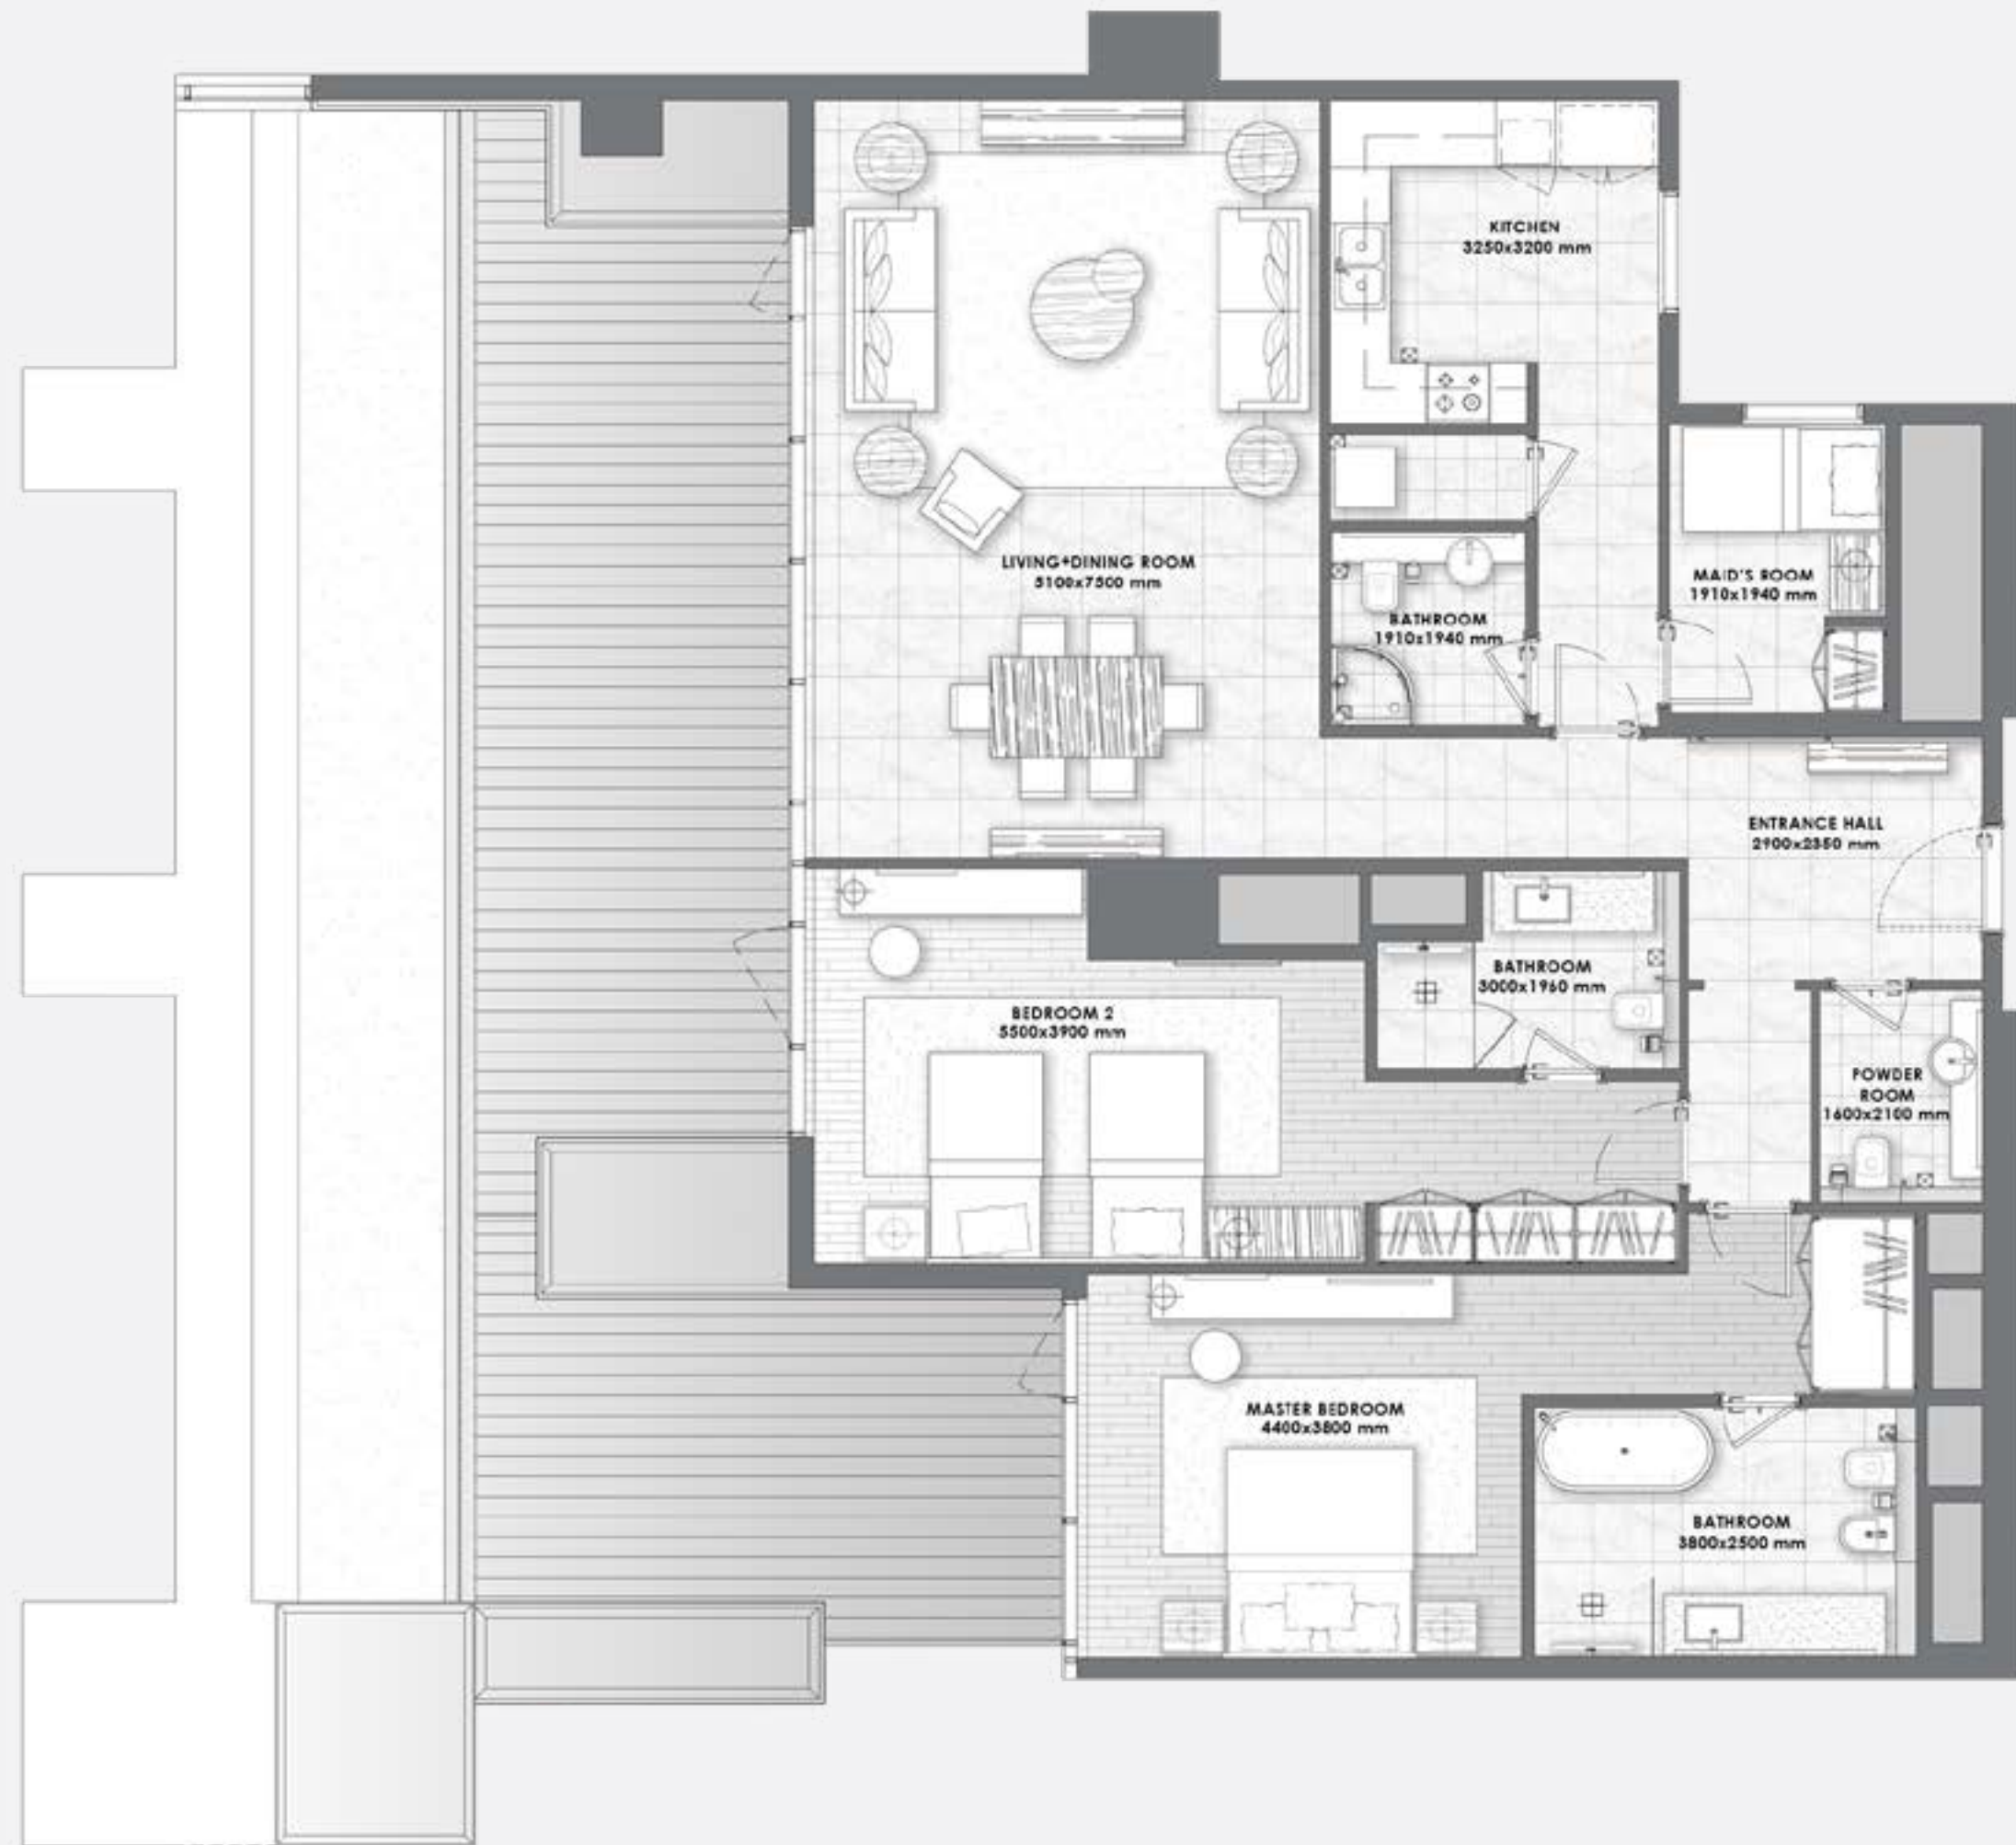 KITCHEN
3250x3200 mm
LIVING+DINING ROOM
5100x7500 mm
MAID'S ROOM
1910x1940 mm
BATHROOM
1910x1940 mm
ENTRANCE HALL
2900x2350 mm
BATHROOM
3000x1960 mm
BEDROOM 2
5500x3900 mm
POWDER
ROOM
1600x2100 mm
MASTER BEDROOM
4400x3800 mm
BATHROOM
3800x2500 mm